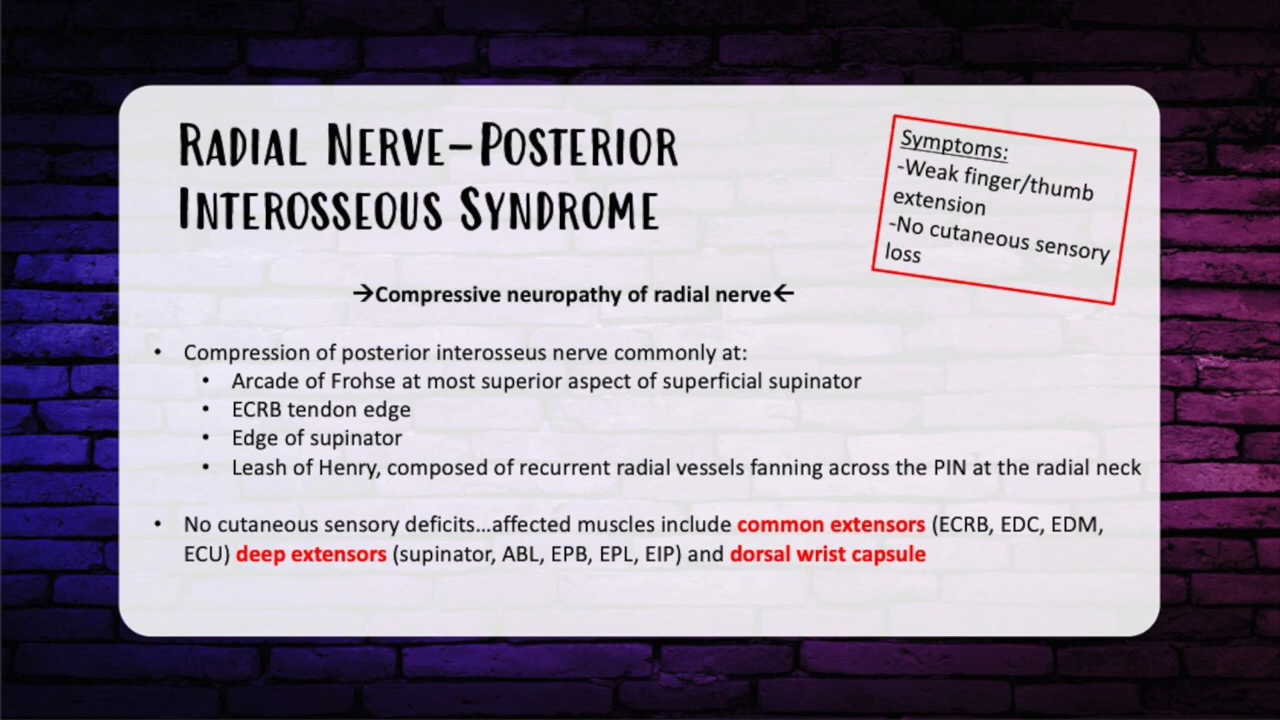 Radial Nerve–Posterior
Interosseous Syndrome
Symptoms:
-Weak finger/thumb
extension
-No cutaneous sensory
loss
→Compressive neuropathy of radial nerve←
• Compression of posterior interosseus nerve commonly at:
• Arcade of Frohse at most superior aspect of superficial supinator
• ECRB tendon edge
• Edge of supinator
• Leash of Henry, composed of recurrent radial vessels fanning across the PIN at the radial neck
• No cutaneous sensory deficits…affected muscles include common extensors (ECRB, EDC, EDM,
ECU) deep extensors (supinator, ABL, EPB, EPL, EIP) and dorsal wrist capsule